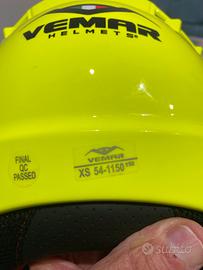 VEMAR
HELMETS
FINAL
QC
PASSED
VEMAR
XS 54-1150
subito